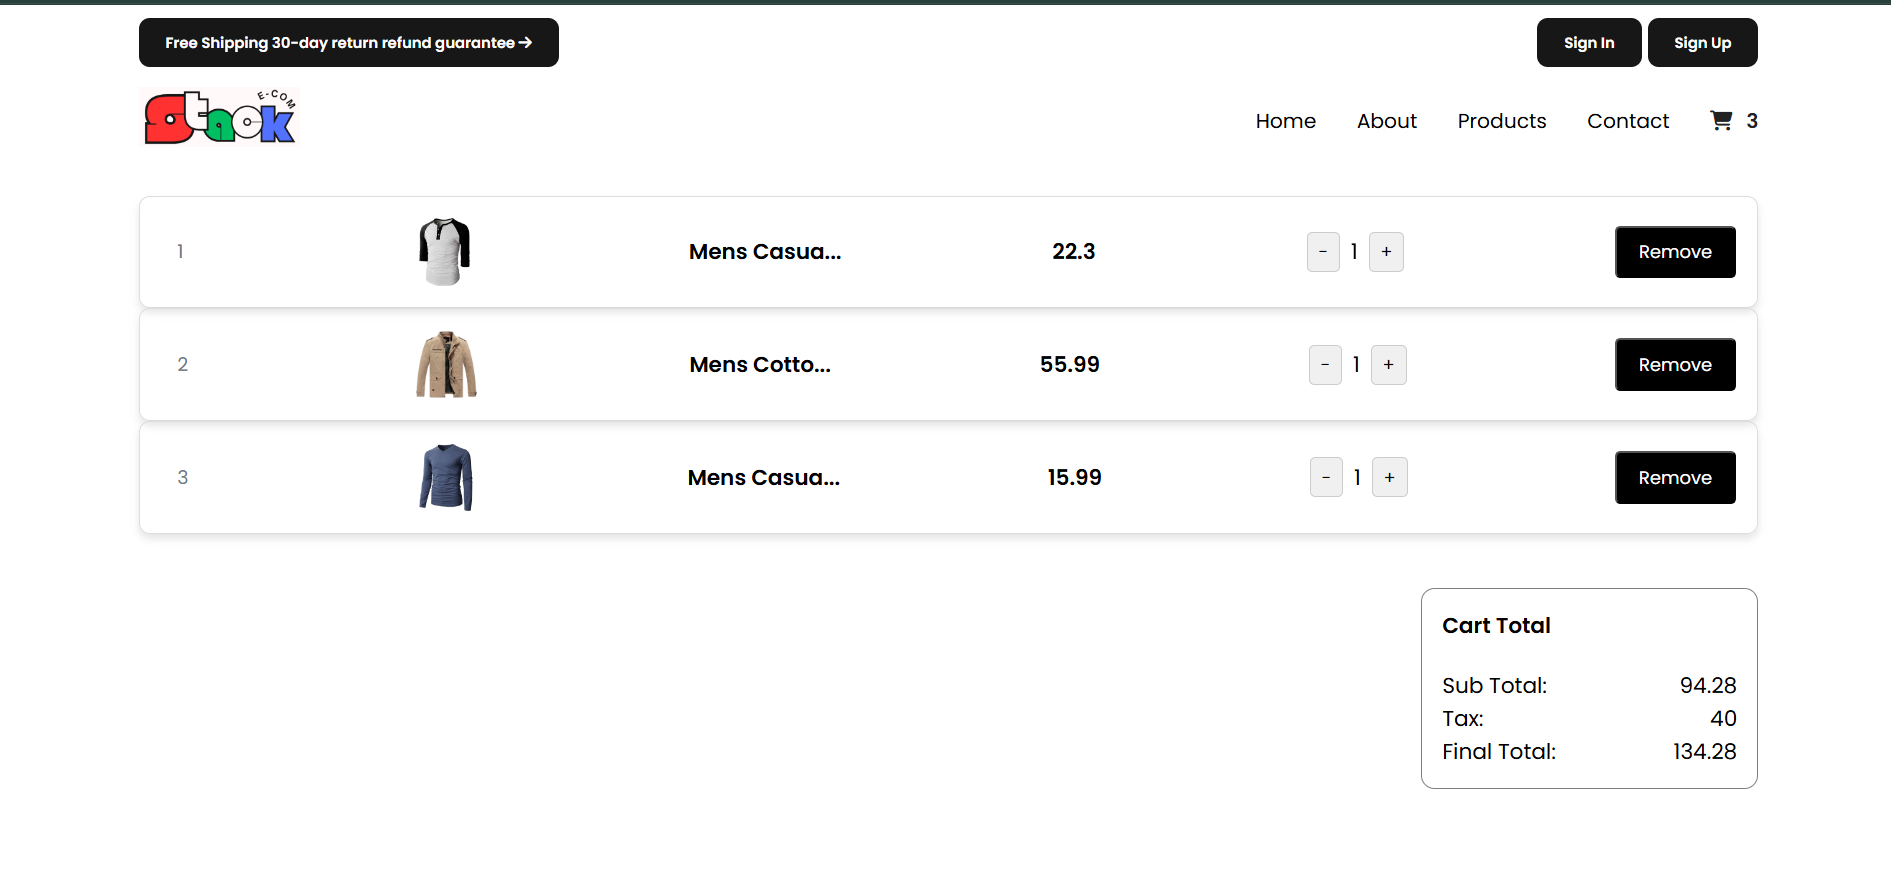 Free Shipping 30-day return refund guarantee →
Sign In
Sign Up
Stack E-COM
Home
About
Products
Contact
3
1
Mens Casua...
22.3
- 1 +
Remove
2
Mens Cotto...
55.99
- 1 +
Remove
3
Mens Casua...
15.99
- 1 +
Remove
Cart Total
Sub Total: 94.28
Tax: 40
Final Total: 134.28